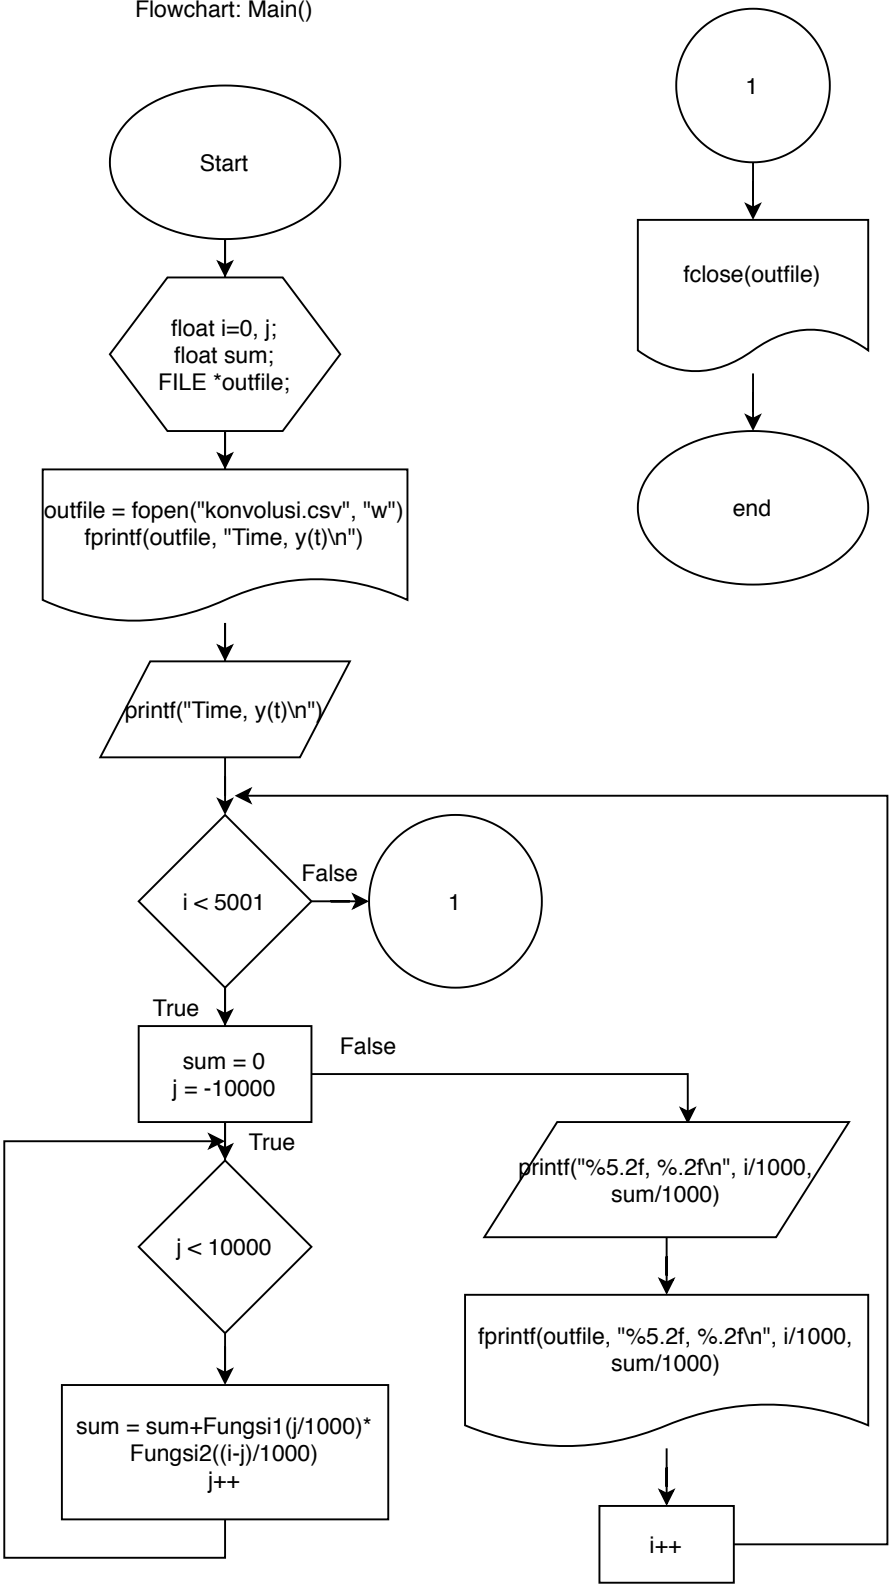 Flowchart: Main()
Start
float i=0, j;
float sum;
FILE *outfile;
outfile = fopen("konvolusi.csv", "w")
fprintf(outfile, "Time, y(t)\n")
printf("Time, y(t)\n")
i < 5001
False
1
True
sum = 0
j = -10000
False
True
j < 10000
sum = sum+Fungsi1(j/1000)*
Fungsi2((i-j)/1000)
j++
printf("%5.2f, %.2f\n", i/1000,
sum/1000)
fprintf(outfile, "%5.2f, %.2f\n", i/1000,
sum/1000)
i++
1
fclose(outfile)
end